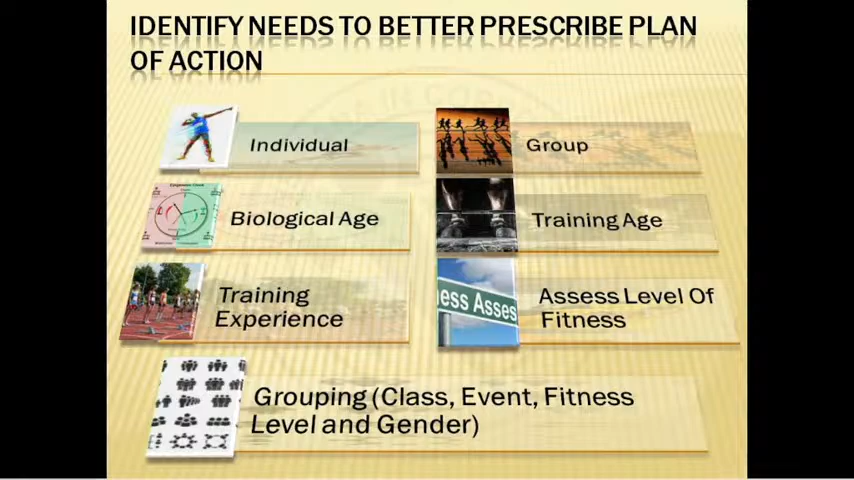 IDENTIFY NEEDS TO BETTER PRESCRIBE PLAN
OF ACTION
Individual
Group
Biological Age
Training Age
Training
Experience
ess Asses
Assess Level Of
Fitness
Grouping (Class, Event, Fitness
Level and Gender)